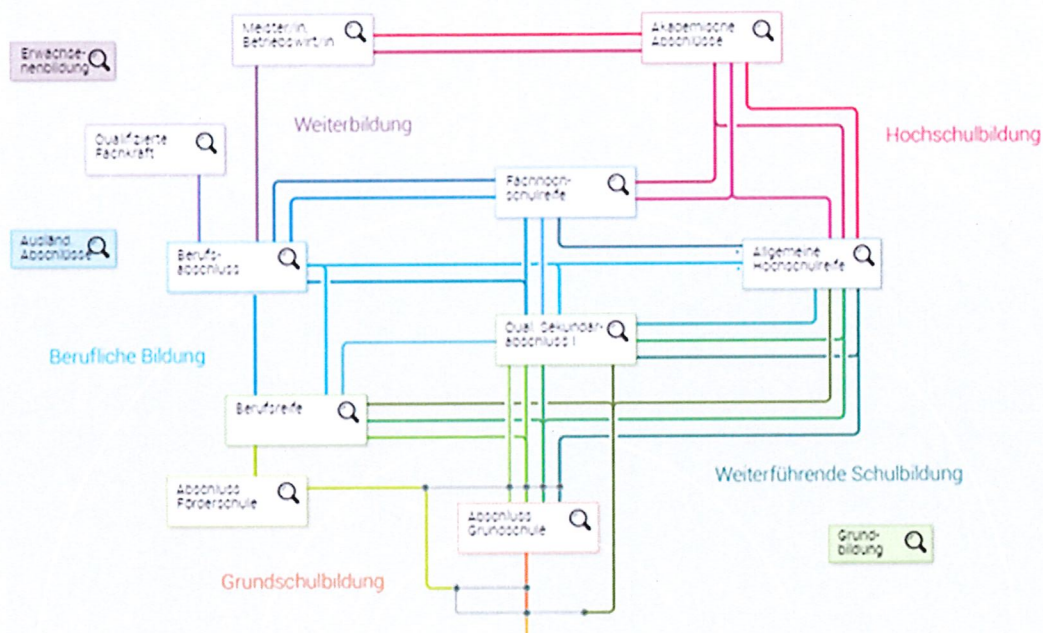 Meister/in,
Betriebswirt/in
Akademische
Abschlüsse
Erwachse-
nenbildung
Weiterbildung
Hochschulbildung
Qualifizierte
Fachkraft
Fachhoch-
schulreife
Ausländ.
Abschlüsse
Berufs-
abschluss
Allgemeine
Hochschulreife
Qual. Sekundar-
abschluss I
Berufliche Bildung
Berufsreife
Weiterführende Schulbildung
Abschluss
Förderschule
Abschluss
Grundschule
Grund-
bildung
Grundschulbildung